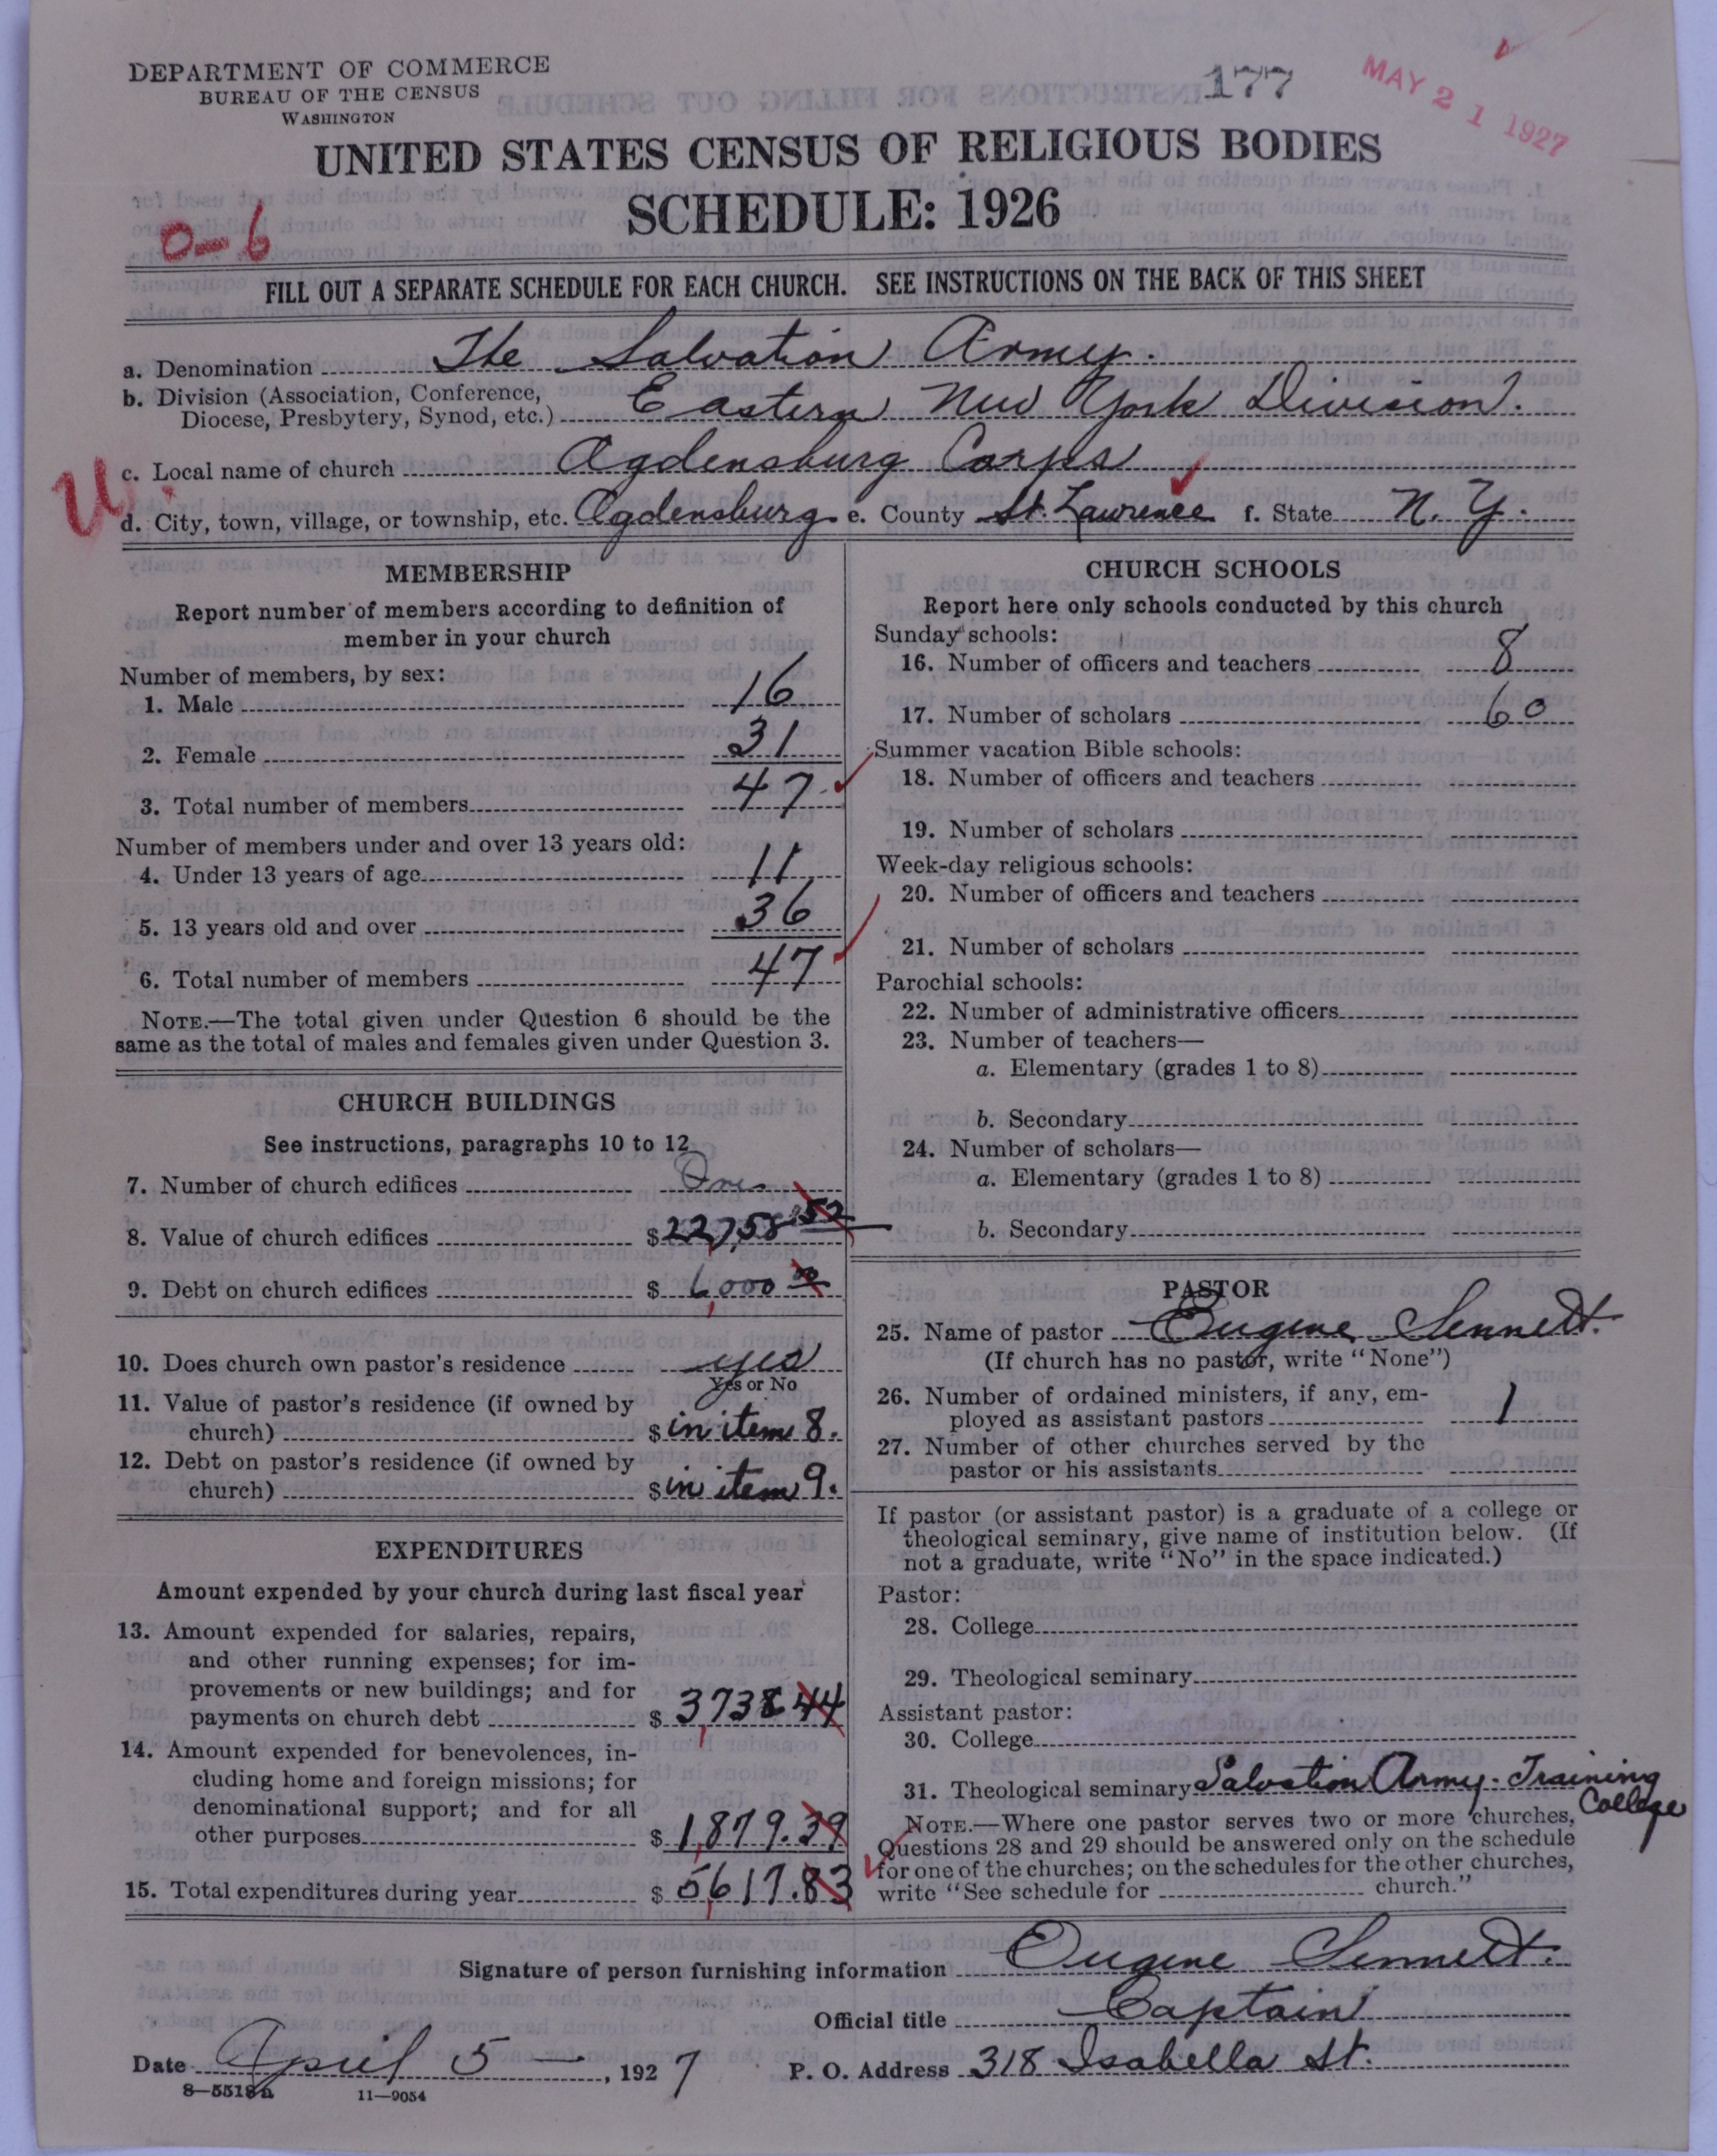 DEPARTMENT OF COMMERCE
BUREAU OF THE CENSUS
WASHINGTON
177
MAY 21 1927
UNITED STATES CENSUS OF RELIGIOUS BODIES
SCHEDULE: 1926
0-6
FILL OUT A SEPARATE SCHEDULE FOR EACH CHURCH. SEE INSTRUCTIONS ON THE BACK OF THIS SHEET
a. Denomination The Salvation Army.
b. Division (Association, Conference,
Diocese, Presbytery, Synod, etc.) Eastern New York Division.
c. Local name of church Ogdensburg Corps
U.
d. City, town, village, or township, etc. Ogdensburg e. County St. Lawrence f. State N. Y.
MEMBERSHIP
Report number of members according to definition of
member in your church
Number of members, by sex:
1. Male 16
2. Female 31
3. Total number of members 47
Number of members under and over 13 years old:
4. Under 13 years of age 11
5. 13 years old and over 36
6. Total number of members 47
NOTE.—The total given under Question 6 should be the
same as the total of males and females given under Question 3.
CHURCH BUILDINGS
See instructions, paragraphs 10 to 12
7. Number of church edifices One
8. Value of church edifices $22,758 52
9. Debt on church edifices $ 6,000 00
10. Does church own pastor's residence yes
Yes or No
11. Value of pastor's residence (if owned by
church) $ in item 8.
12. Debt on pastor's residence (if owned by
church) $ in item 9.
EXPENDITURES
Amount expended by your church during last fiscal year
13. Amount expended for salaries, repairs,
and other running expenses; for im-
provements or new buildings; and for
payments on church debt $ 3,738 44
14. Amount expended for benevolences, in-
cluding home and foreign missions; for
denominational support; and for all
other purposes $ 1,879.39
15. Total expenditures during year $ 5,617.83
CHURCH SCHOOLS
Report here only schools conducted by this church
Sunday schools:
16. Number of officers and teachers 8
17. Number of scholars 60
Summer vacation Bible schools:
18. Number of officers and teachers
19. Number of scholars
Week-day religious schools:
20. Number of officers and teachers
21. Number of scholars
Parochial schools:
22. Number of administrative officers
23. Number of teachers—
a. Elementary (grades 1 to 8)
b. Secondary
24. Number of scholars—
a. Elementary (grades 1 to 8)
b. Secondary
PASTOR
25. Name of pastor Eugene Sennett.
(If church has no pastor, write "None")
26. Number of ordained ministers, if any, em-
ployed as assistant pastors 1
27. Number of other churches served by the
pastor or his assistants
If pastor (or assistant pastor) is a graduate of a college or
theological seminary, give name of institution below. (If
not a graduate, write "No" in the space indicated.)
Pastor:
28. College
29. Theological seminary
Assistant pastor:
30. College
31. Theological seminary Salvation Army Training
College
NOTE.—Where one pastor serves two or more churches,
Questions 28 and 29 should be answered only on the schedule
for one of the churches; on the schedules for the other churches,
write "See schedule for church."
Signature of person furnishing information Eugene Sennett.
Official title Captain
Date April 5 —, 1927 P. O. Address 318 Isabella St.
8—5518a 11—9054